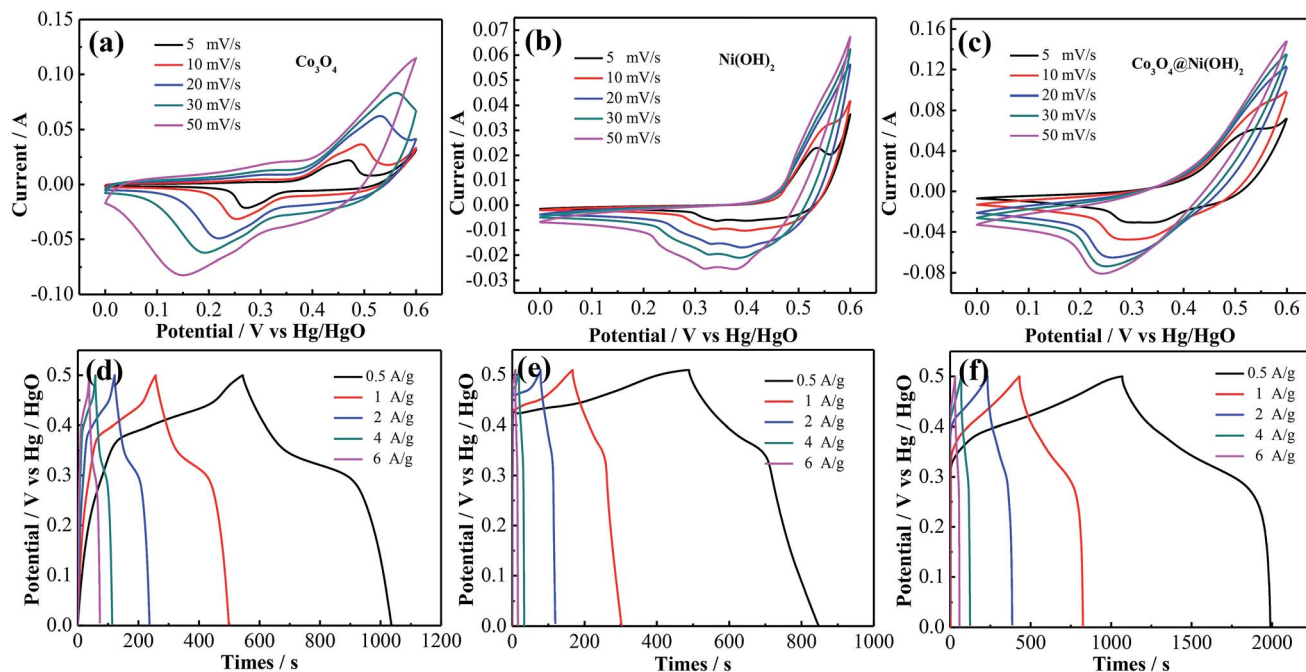 (a)
5 mV/s
10 mV/s
20 mV/s
30 mV/s
50 mV/s
Co3O4
0.15
0.10
0.05
0.00
-0.05
-0.10
Current / A
0.0 0.1 0.2 0.3 0.4 0.5 0.6
Potential / V vs Hg/HgO
(b)
5 mV/s
10 mV/s
20 mV/s
30 mV/s
50 mV/s
Ni(OH)2
0.07
0.06
0.05
0.04
0.03
0.02
0.01
0.00
-0.01
-0.02
-0.03
Current / A
0.0 0.1 0.2 0.3 0.4 0.5 0.6
Potential / V vs Hg/HgO
(c)
5 mV/s
10 mV/s
20 mV/s
30 mV/s
50 mV/s
Co3O4@Ni(OH)2
0.16
0.12
0.08
0.04
0.00
-0.04
-0.08
Current / A
0.0 0.1 0.2 0.3 0.4 0.5 0.6
Potential / V vs Hg/HgO
(d)
0.5 A/g
1 A/g
2 A/g
4 A/g
6 A/g
0.5
0.4
0.3
0.2
0.1
0.0
Potential / V vs Hg / HgO
0 200 400 600 800 1000 1200
Times / s
(e)
0.5 A/g
1 A/g
2 A/g
4 A/g
6 A/g
0.5
0.4
0.3
0.2
0.1
0.0
Potential / V vs Hg / HgO
0 200 400 600 800 1000
Times / s
(f)
0.5 A/g
1 A/g
2 A/g
4 A/g
6 A/g
0.5
0.4
0.3
0.2
0.1
0.0
Potential / V vs Hg / HgO
0 500 1000 1500 2000
Times / s